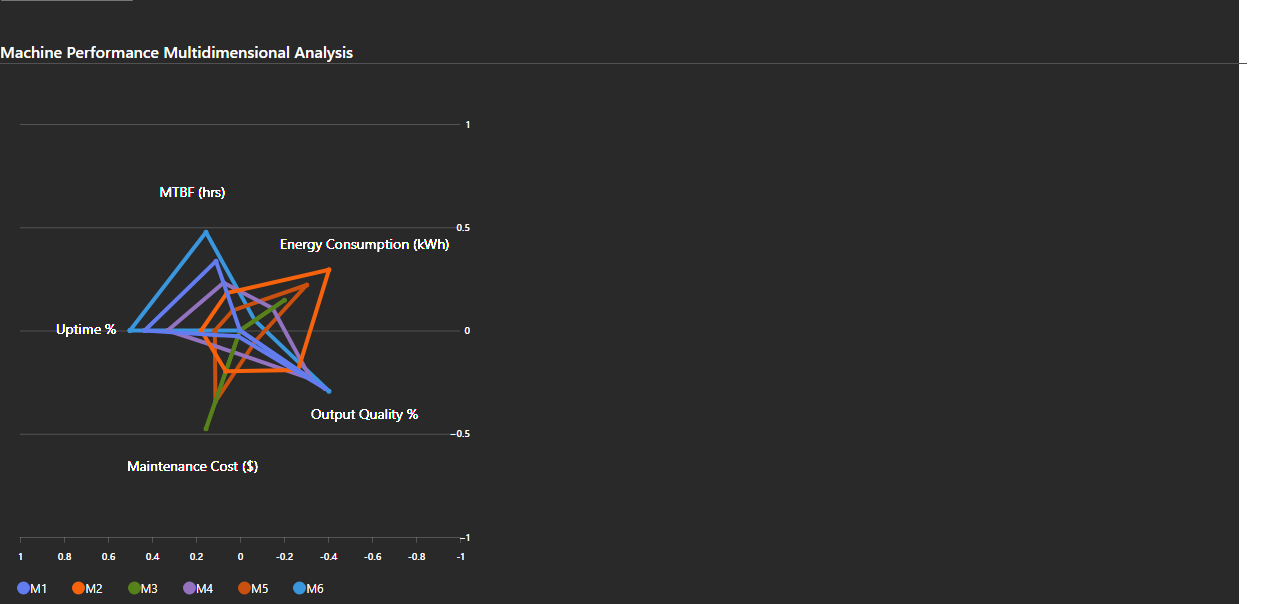 Machine Performance Multidimensional Analysis
1
MTBF (hrs)
0.5
Energy Consumption (kWh)
Uptime %
0
Output Quality %
-0.5
Maintenance Cost ($)
-1
1 0.8 0.6 0.4 0.2 0 -0.2 -0.4 -0.6 -0.8 -1
M1 M2 M3 M4 M5 M6